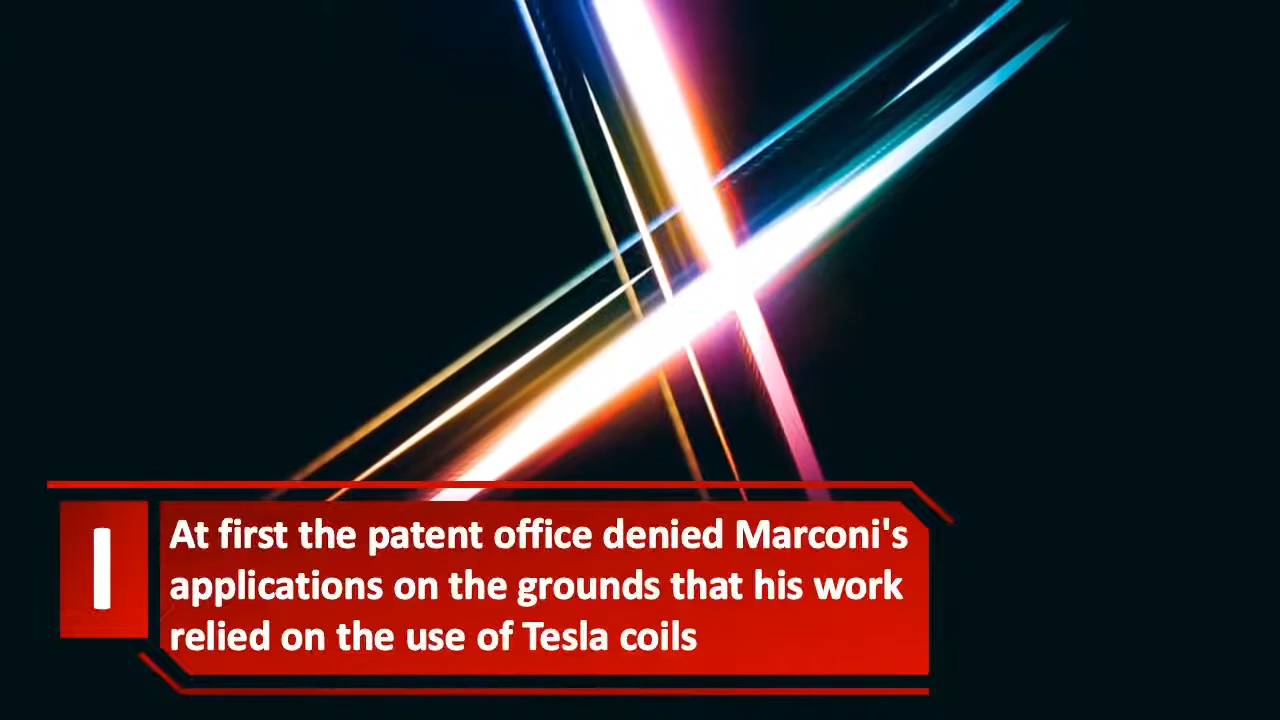 I
At first the patent office denied Marconi's
applications on the grounds that his work
relied on the use of Tesla coils